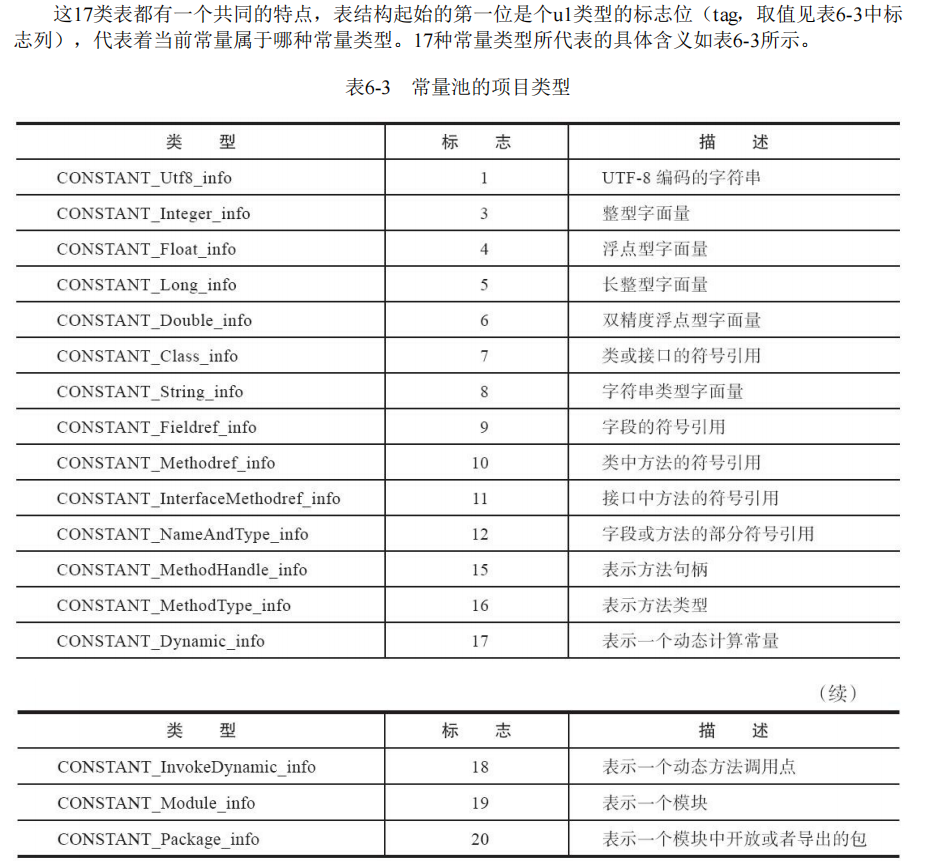 这17类表都有一个共同的特点，表结构起始的第一位是个u1类型的标志位（tag，取值见表6-3中标
志列），代表着当前常量属于哪种常量类型。17种常量类型所代表的具体含义如表6-3所示。
表6-3 常量池的项目类型
类 型 标 志 描 述
CONSTANT_Utf8_info 1 UTF-8 编码的字符串
CONSTANT_Integer_info 3 整型字面量
CONSTANT_Float_info 4 浮点型字面量
CONSTANT_Long_info 5 长整型字面量
CONSTANT_Double_info 6 双精度浮点型字面量
CONSTANT_Class_info 7 类或接口的符号引用
CONSTANT_String_info 8 字符串类型字面量
CONSTANT_Fieldref_info 9 字段的符号引用
CONSTANT_Methodref_info 10 类中方法的符号引用
CONSTANT_InterfaceMethodref_info 11 接口中方法的符号引用
CONSTANT_NameAndType_info 12 字段或方法的部分符号引用
CONSTANT_MethodHandle_info 15 表示方法句柄
CONSTANT_MethodType_info 16 表示方法类型
CONSTANT_Dynamic_info 17 表示一个动态计算常量
（续）
类 型 标 志 描 述
CONSTANT_InvokeDynamic_info 18 表示一个动态方法调用点
CONSTANT_Module_info 19 表示一个模块
CONSTANT_Package_info 20 表示一个模块中开放或者导出的包